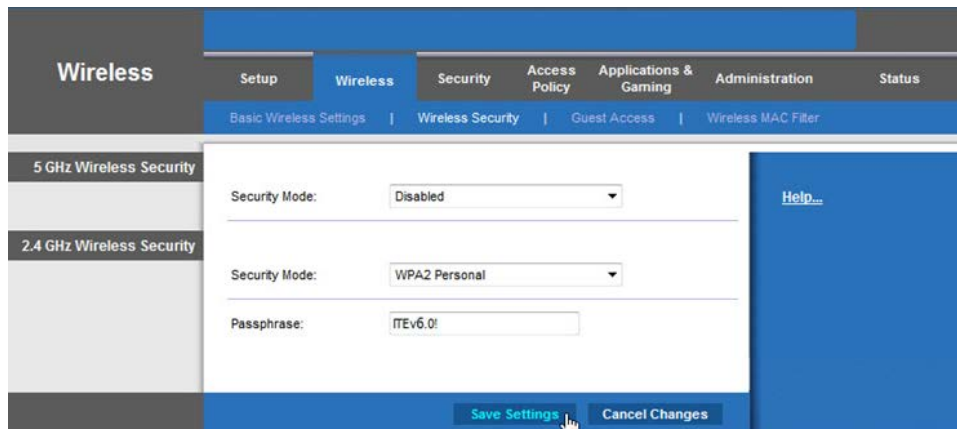 Wireless
Setup Wireless Security Access Policy Applications & Gaming Administration Status
Basic Wireless Settings | Wireless Security | Guest Access | Wireless MAC Filter
5 GHz Wireless Security
Security Mode: Disabled
Help...
2.4 GHz Wireless Security
Security Mode: WPA2 Personal
Passphrase: ITEv6.0!
Save Settings Cancel Changes